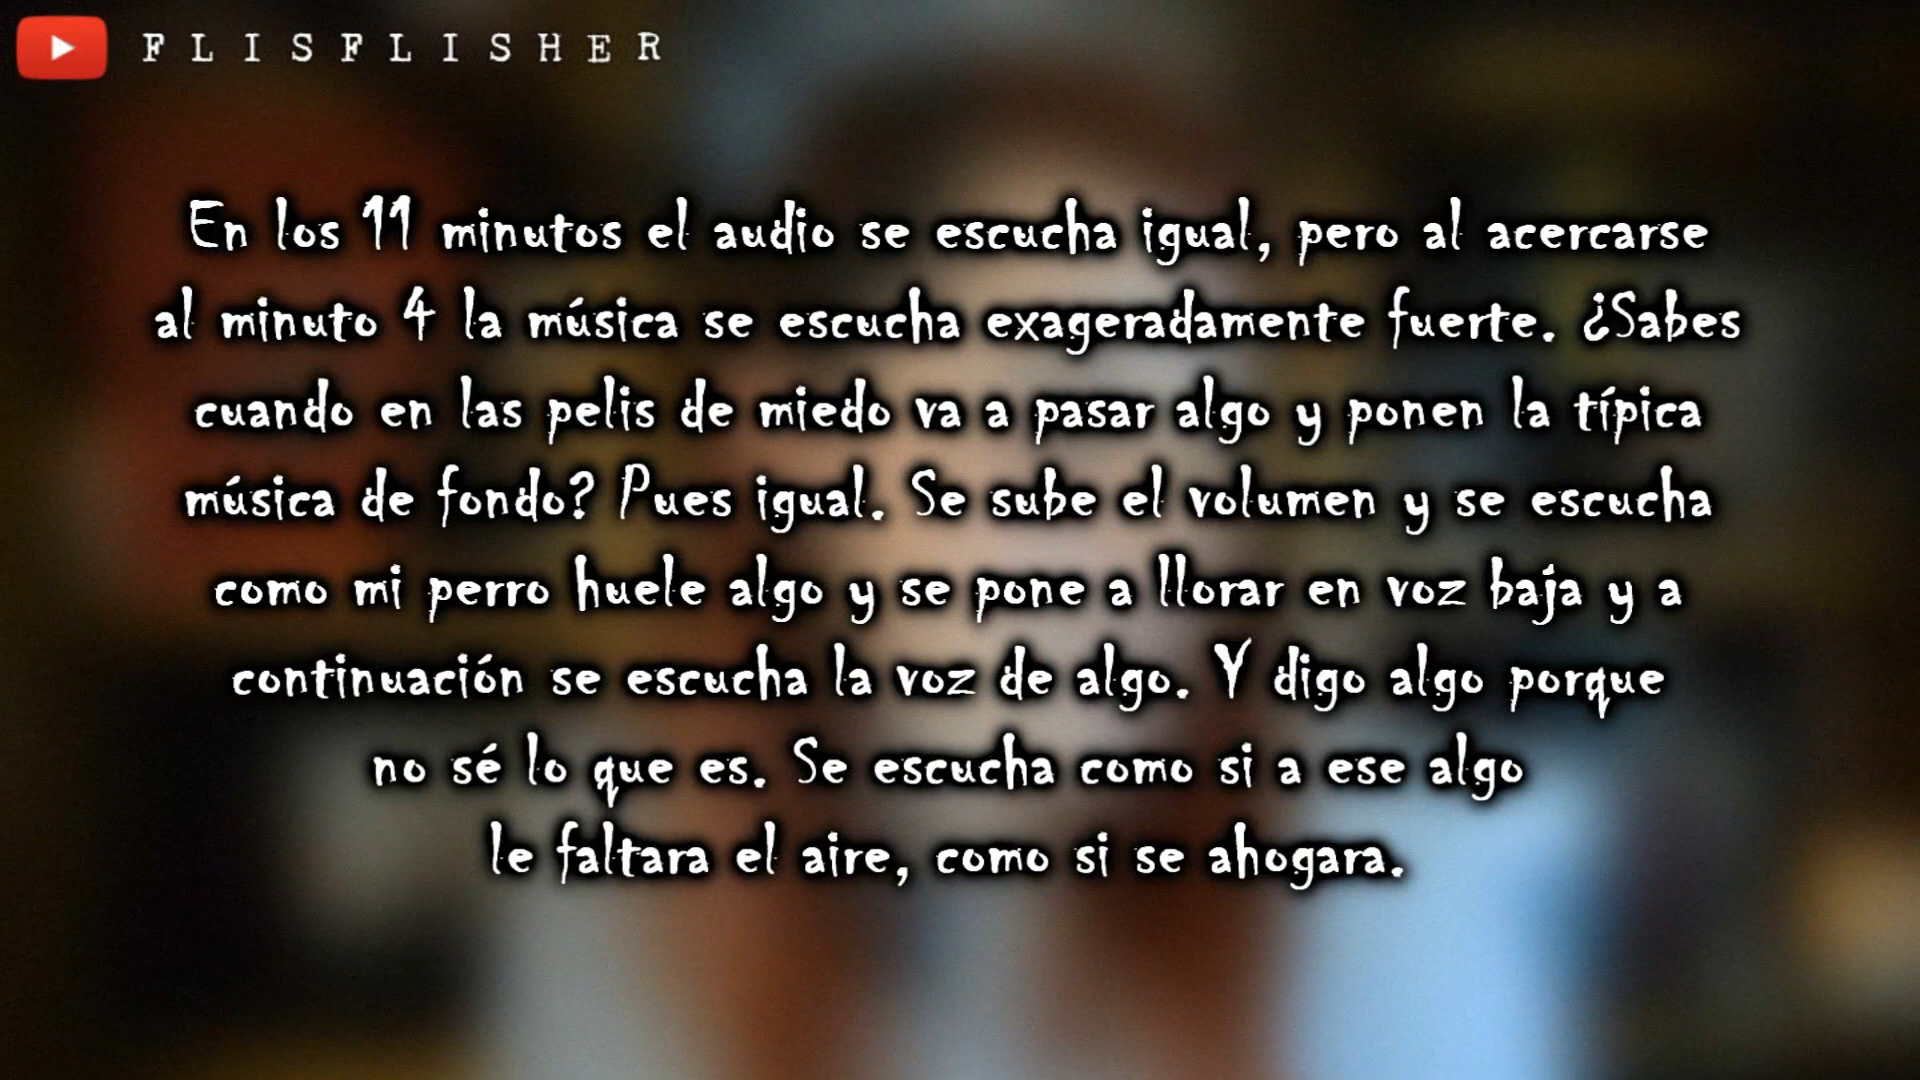 FLISFLISHER
En los 11 minutos el audio se escucha igual, pero al acercarse
al minuto 4 la música se escucha exageradamente fuerte. ¿Sabes
cuando en las pelis de miedo va a pasar algo y ponen la típica
música de fondo? Pues igual. Se sube el volumen y se escucha
como mi perro huele algo y se pone a llorar en voz baja y a
continuación se escucha la voz de algo. Y digo algo porque
no sé lo que es. Se escucha como si a ese algo
le faltara el aire, como si se ahogara.